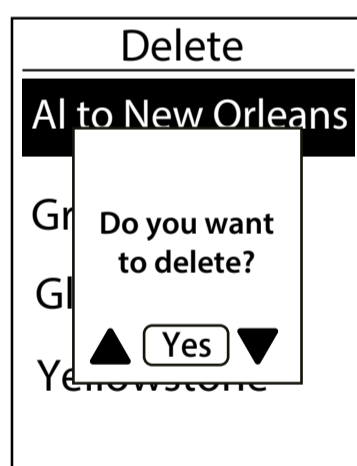 Delete
Al to New Orleans
Do you want
to delete?
Yes